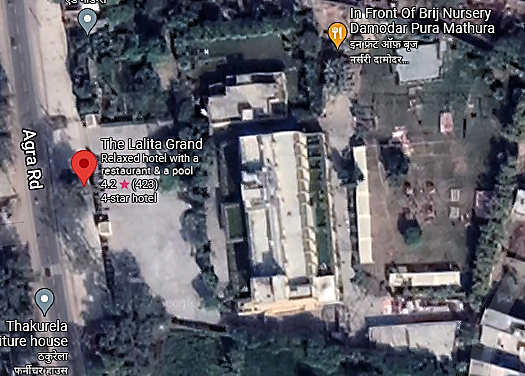 In Front Of Brij Nursery
Damodar Pura Mathura
इन फ्रंट ऑफ़ बृज
नर्सरी दामोदर...
The Lalita Grand
Relaxed hotel with a
restaurant & a pool
4.2 ★ (423)
4-star hotel
Agra Rd
Thakurela
iture house
ठकुरेला
फर्नीचर हाउस